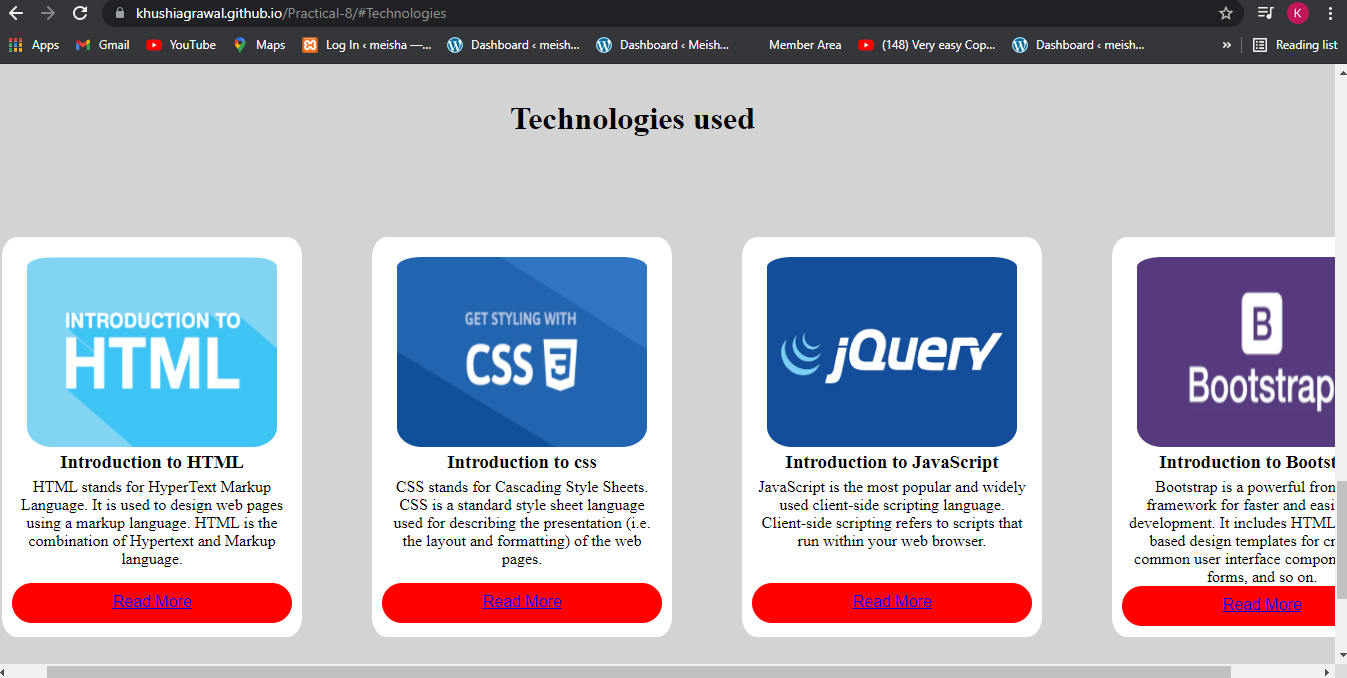 khushiagrawal.github.io/Practical-8/#Technologies
K
Apps
Gmail
YouTube
Maps
Log In ‹ meisha —...
Dashboard ‹ meish...
Dashboard ‹ Meish...
Member Area
(148) Very easy Cop...
Dashboard ‹ meish...
»
Reading list
Technologies used
INTRODUCTION TO
HTML
Introduction to HTML
HTML stands for HyperText Markup
Language. It is used to design web pages
using a markup language. HTML is the
combination of Hypertext and Markup
language.
Read More
GET STYLING WITH
CSS 3
Introduction to css
CSS stands for Cascading Style Sheets.
CSS is a standard style sheet language
used for describing the presentation (i.e.
the layout and formatting) of the web
pages.
Read More
jQuery
Introduction to JavaScript
JavaScript is the most popular and widely
used client-side scripting language.
Client-side scripting refers to scripts that
run within your web browser.
Read More
B
Bootstrap
Introduction to Bootst
Bootstrap is a powerful fron
framework for faster and easi
development. It includes HTML
based design templates for cr
common user interface compon
forms, and so on.
Read More